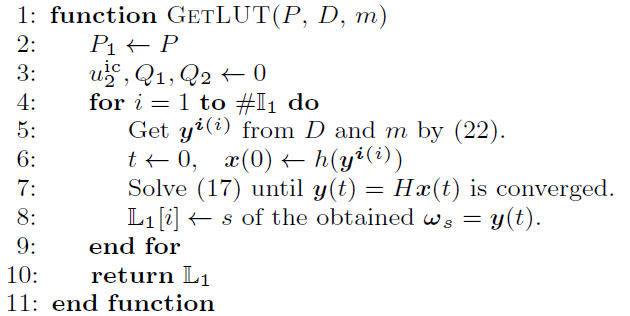 1: function GETLUT(P, D, m)
2: P₁ ← P
3: u₂ⁱᶜ, Q₁, Q₂ ← 0
4: for i = 1 to #𝕀₁ do
5: Get y^{i(i)} from D and m by (22).
6: t ← 0, x(0) ← h(y^{i(i)})
7: Solve (17) until y(t) = Hx(t) is converged.
8: 𝕃₁[i] ← s of the obtained ω_s = y(t).
9: end for
10: return 𝕃₁
11: end function